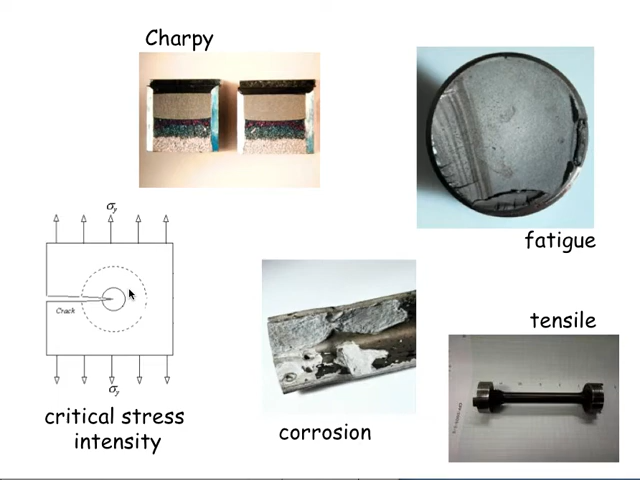 Charpy
fatigue
σy
Crack
σy
critical stress
intensity
corrosion
tensile